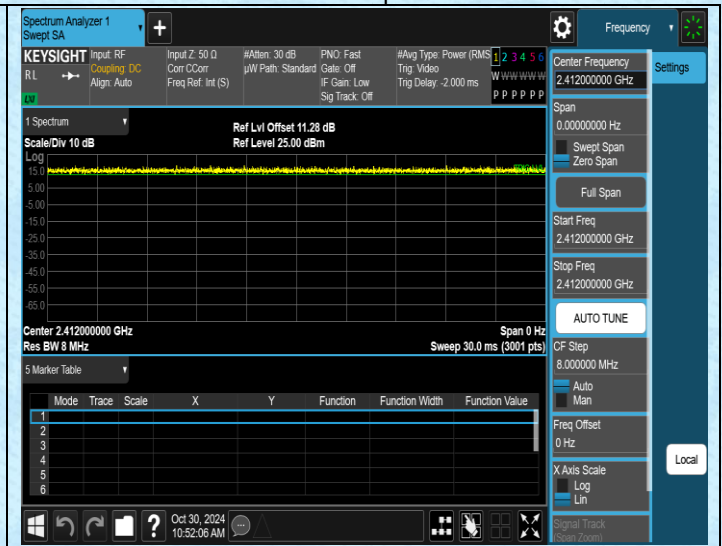 Spectrum Analyzer 1
Swept SA
+
Frequency
KEYSIGHT
RL
Input: RF
Coupling: DC
Align: Auto
Input Z: 50 Ω
Corr CCorr
Freq Ref: Int (S)
#Atten: 30 dB
µW Path: Standard
PNO: Fast
Gate: Off
IF Gain: Low
Sig Track: Off
#Avg Type: Power (RMS
Trig: Video
Trig Delay: -2.000 ms
1 2 3 4 5 6
W W W W W W
P P P P P P
1 Spectrum
Scale/Div 10 dB
Ref Lvl Offset 11.28 dB
Ref Level 25.00 dBm
Log
15.0
5.00
-5.00
-15.0
-25.0
-35.0
-45.0
-55.0
-65.0
Center 2.412000000 GHz
Res BW 8 MHz
Span 0 Hz
Sweep 30.0 ms (3001 pts)
5 Marker Table
Mode Trace Scale X Y Function Function Width Function Value
1
2
3
4
5
6
Center Frequency
2.412000000 GHz
Span
0.00000000 Hz
Swept Span
Zero Span
Full Span
Start Freq
2.412000000 GHz
Stop Freq
2.412000000 GHz
AUTO TUNE
CF Step
8.000000 MHz
Auto
Man
Freq Offset
0 Hz
X Axis Scale
Log
Lin
Signal Track
(Span Zoom)
Settings
Local
?
Oct 30, 2024
10:52:06 AM